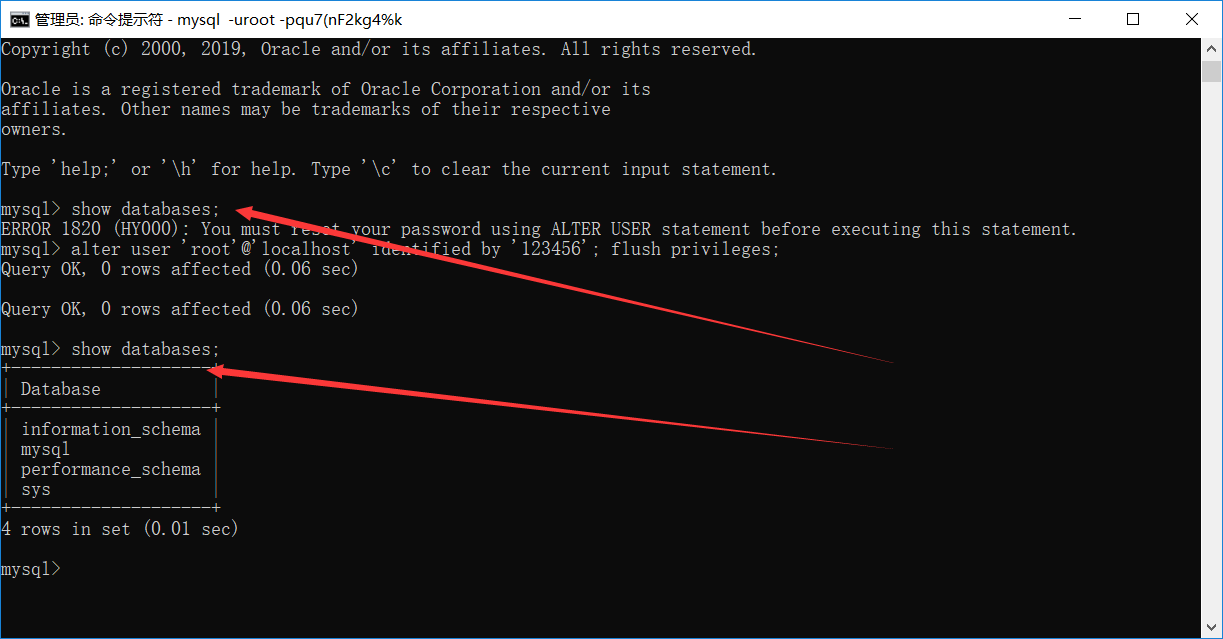 管理员: 命令提示符 - mysql  -uroot -pqu7(nF2kg4%k
Copyright (c) 2000, 2019, Oracle and/or its affiliates. All rights reserved.
Oracle is a registered trademark of Oracle Corporation and/or its
affiliates. Other names may be trademarks of their respective
owners.
Type 'help;' or '\h' for help. Type '\c' to clear the current input statement.
mysql> show databases;
ERROR 1820 (HY000): You must reset your password using ALTER USER statement before executing this statement.
mysql> alter user 'root'@'localhost' identified by '123456'; flush privileges;
Query OK, 0 rows affected (0.06 sec)
Query OK, 0 rows affected (0.06 sec)
mysql> show databases;
+--------------------+
| Database           |
+--------------------+
| information_schema |
| mysql              |
| performance_schema |
| sys                |
+--------------------+
4 rows in set (0.01 sec)
mysql>